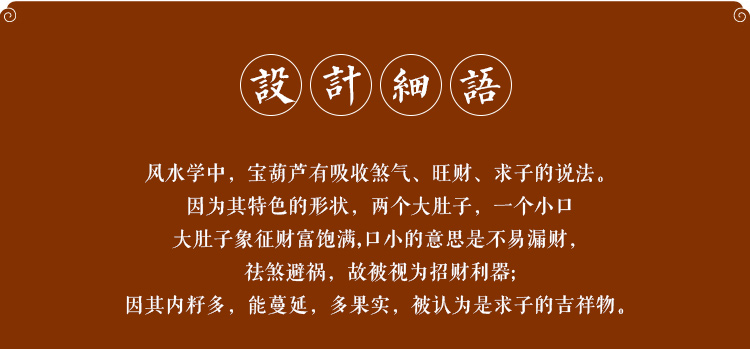 設計細語
风水学中，宝葫芦有吸收煞气、旺财、求子的说法。
因为其特色的形状，两个大肚子，一个小口
大肚子象征财富饱满,口小的意思是不易漏财，
祛煞避祸，故被视为招财利器;
因其内籽多，能蔓延，多果实，被认为是求子的吉祥物。